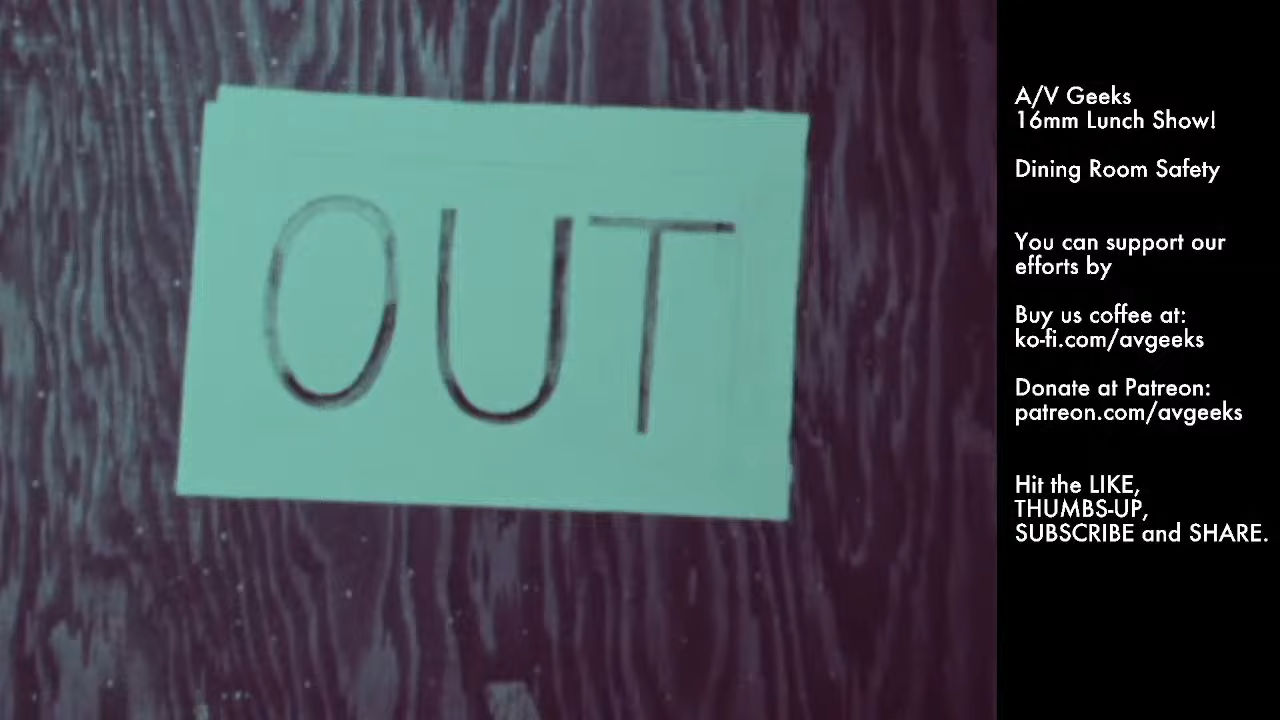 OUT
A/V Geeks
16mm Lunch Show!
Dining Room Safety
You can support our
efforts by
Buy us coffee at:
ko-fi.com/avgeeks
Donate at Patreon:
patreon.com/avgeeks
Hit the LIKE,
THUMBS-UP,
SUBSCRIBE and SHARE.